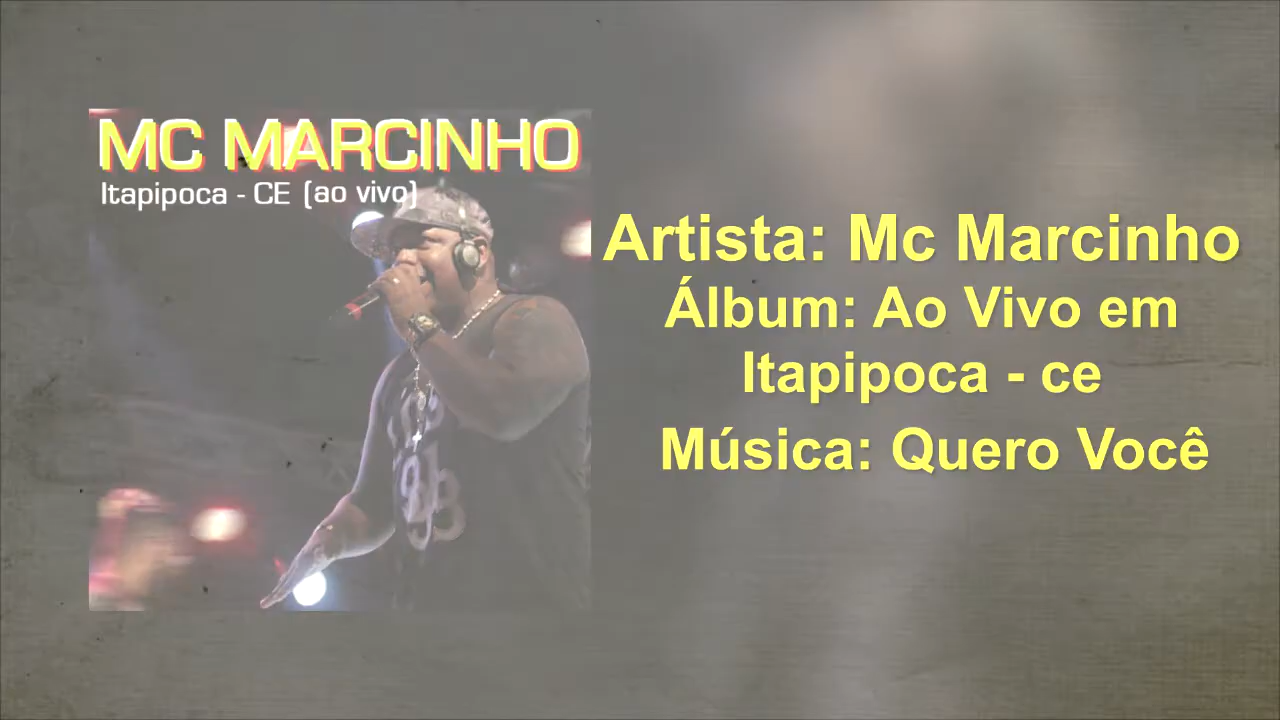 MC MARCINHO
Itapipoca - CE (ao vivo)
Artista: Mc Marcinho
Álbum: Ao Vivo em
Itapipoca - ce
Música: Quero Você